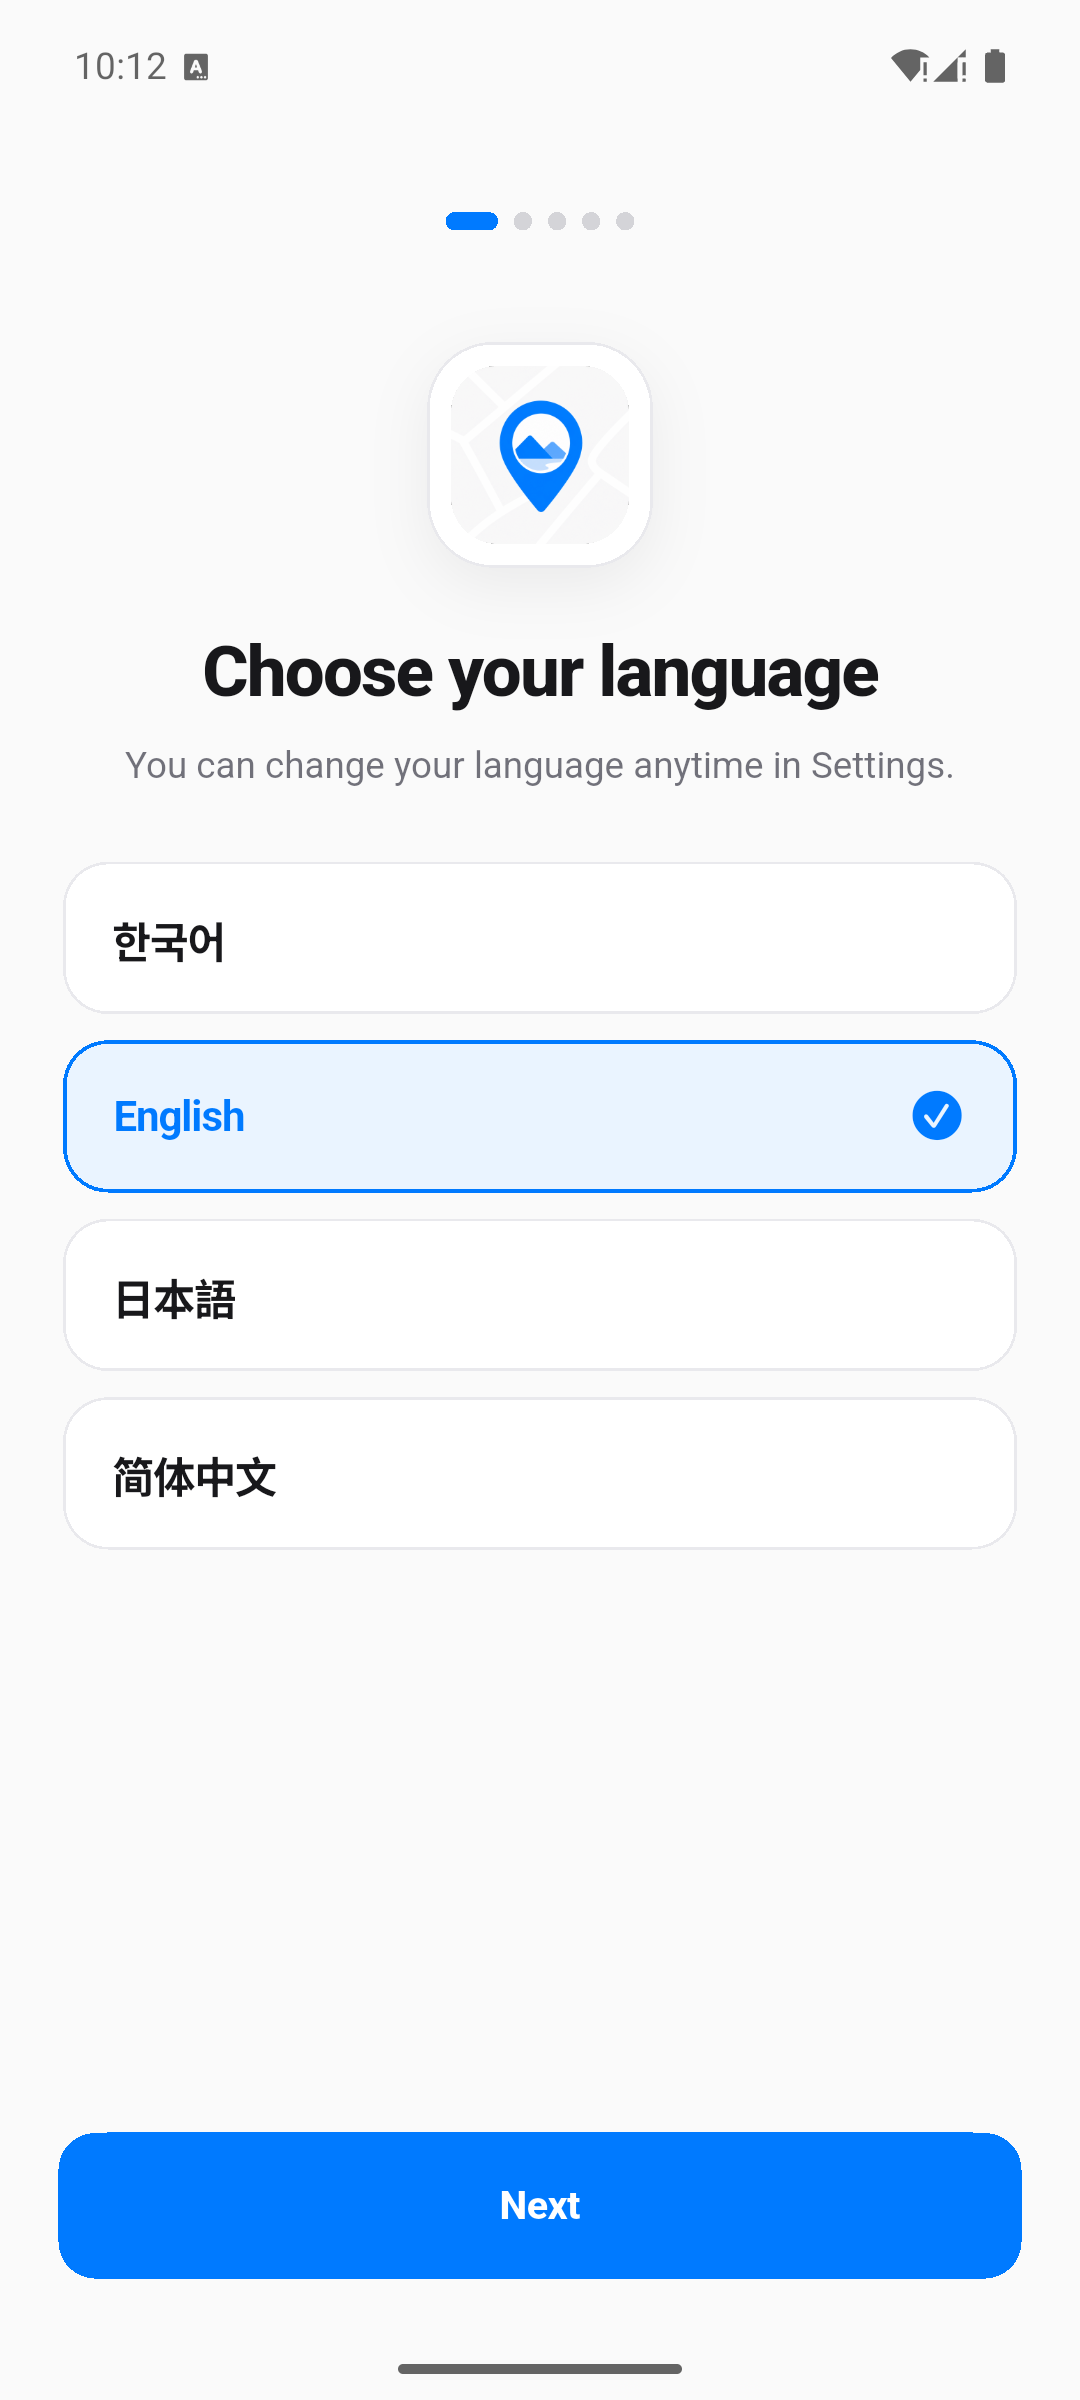 10:12
Choose your language
You can change your language anytime in Settings.
한국어
English
日本語
简体中文
Next